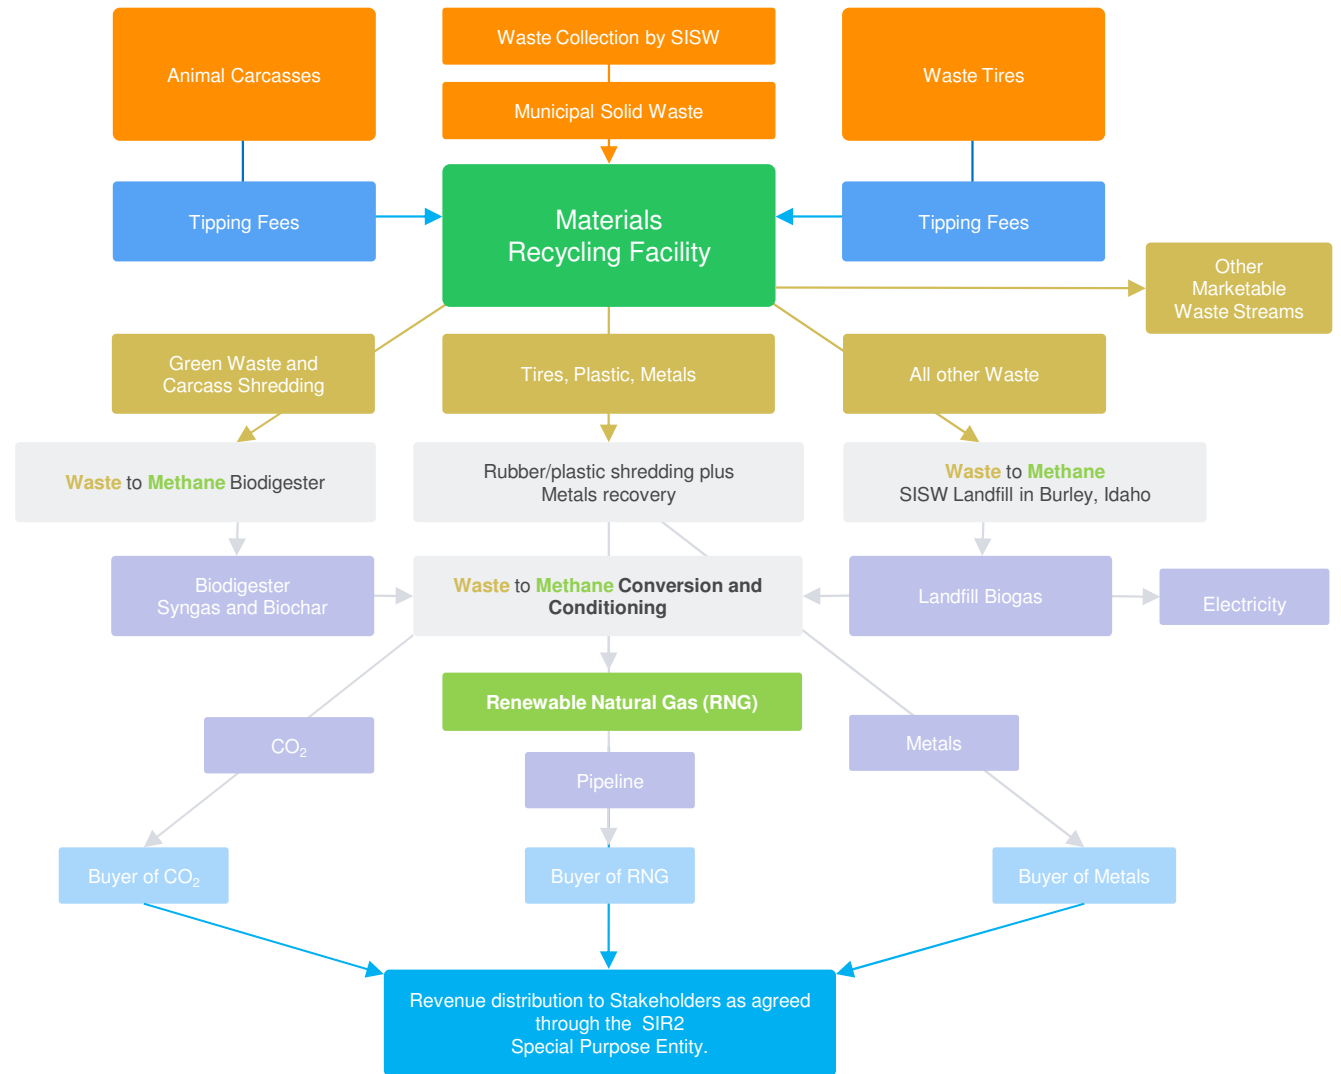 Animal Carcasses
Waste Collection by SISW
Municipal Solid Waste
Waste Tires
Tipping Fees
Materials
Recycling Facility
Tipping Fees
Other
Marketable
Waste Streams
Green Waste and
Carcass Shredding
Tires, Plastic, Metals
All other Waste
Waste to Methane Biodigester
Rubber/plastic shredding plus
Metals recovery
Waste to Methane
SISW Landfill in Burley, Idaho
Biodigester
Syngas and Biochar
Waste to Methane Conversion and
Conditioning
Landfill Biogas
Electricity
Renewable Natural Gas (RNG)
CO₂
Pipeline
Metals
Buyer of CO₂
Buyer of RNG
Buyer of Metals
Revenue distribution to Stakeholders as agreed
through the SIR2
Special Purpose Entity.